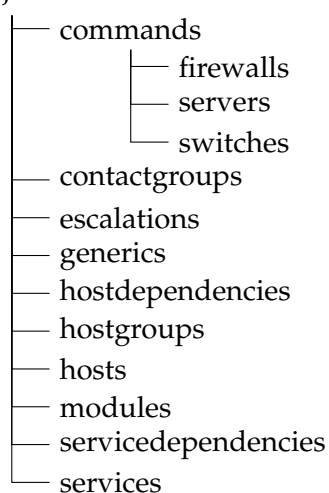 commands
firewalls
servers
switches
contactgroups
escalations
generics
hostdependencies
hostgroups
hosts
modules
servicedependencies
services